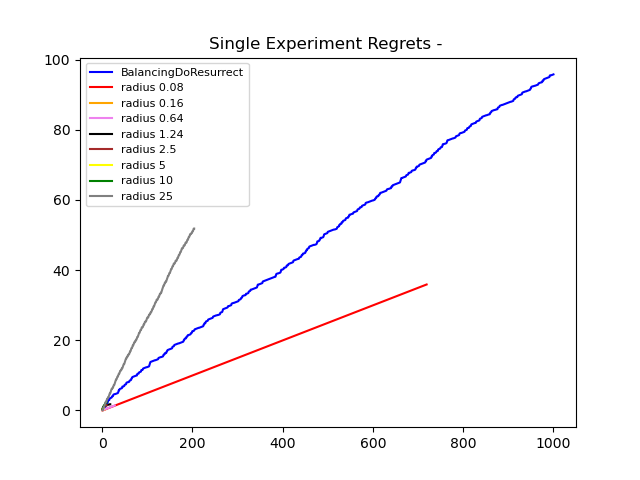 Single Experiment Regrets -
100
80
60
40
20
0
BalancingDoResurrect
radius 0.08
radius 0.16
radius 0.64
radius 1.24
radius 2.5
radius 5
radius 10
radius 25
0 200 400 600 800 1000